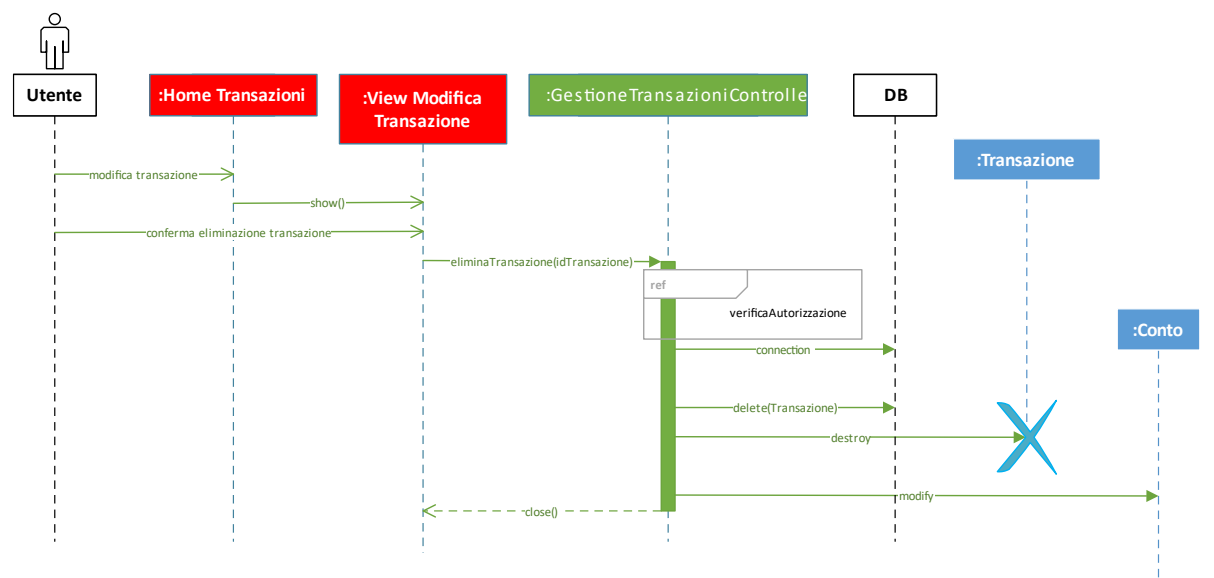 Utente
:Home Transazioni
:View Modifica
Transazione
:GestioneTransazioniControlle
DB
:Transazione
modifica transazione
show()
conferma eliminazione transazione
eliminaTransazione(idTransazione)
ref
verificaAutorizzazione
:Conto
connection
delete(Transazione)
destroy
modify
close()